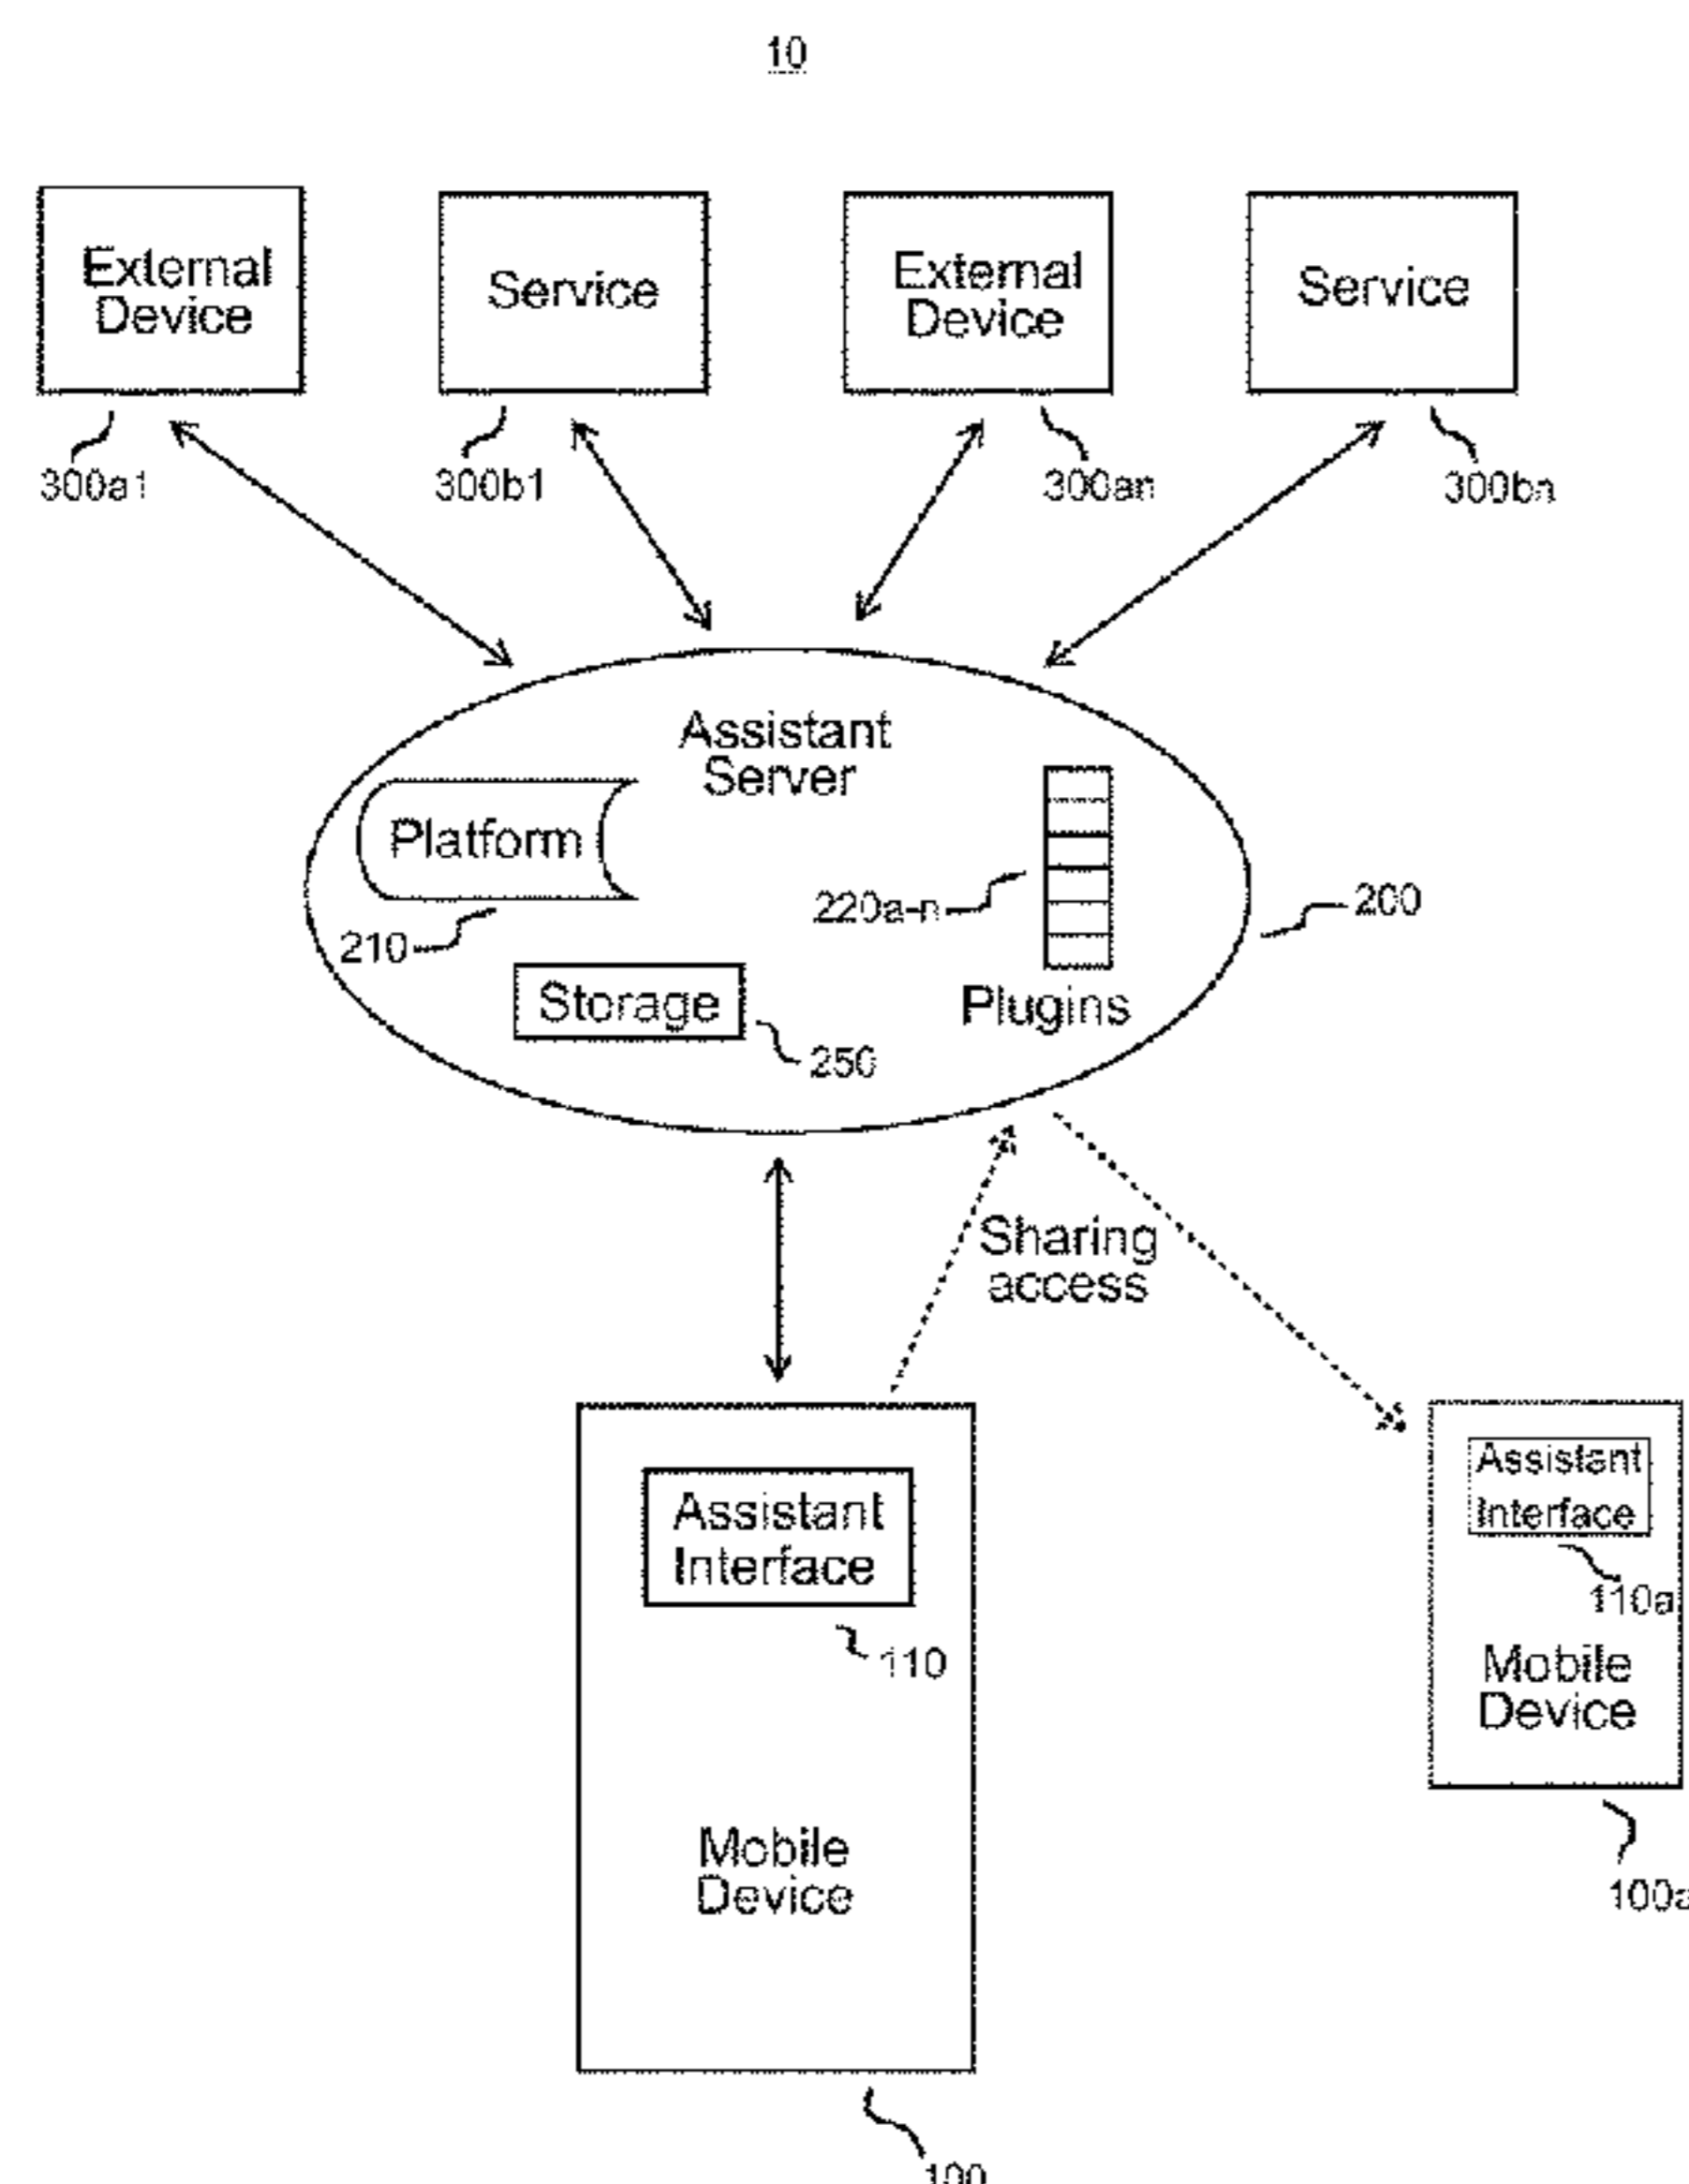 10
External
Device
Service
External
Device
Service
300a1
300b1
300an
300bn
Assistant
Server
Platform
220a-n
200
210
Storage
Plugins
250
Sharing
access
Assistant
Interface
110
Mobile
Device
100
Assistant
Interface
110a
Mobile
Device
100a